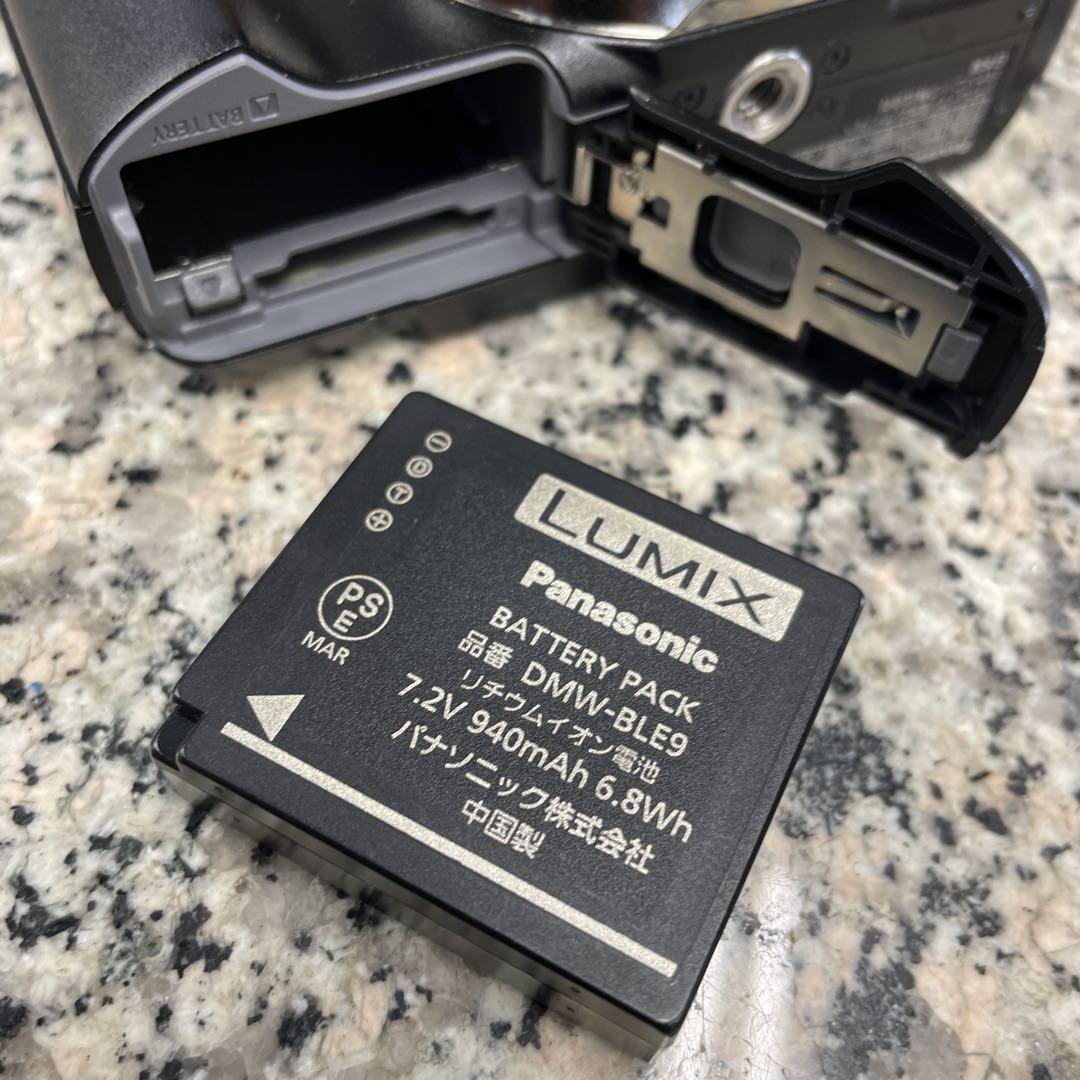 BATTERY
LUMIX
Panasonic
BATTERY PACK
品番 DMW-BLE9
リチウムイオン電池
7.2V 940mAh 6.8Wh
パナソニック株式会社
中国製
D
T
PS
E
MAR